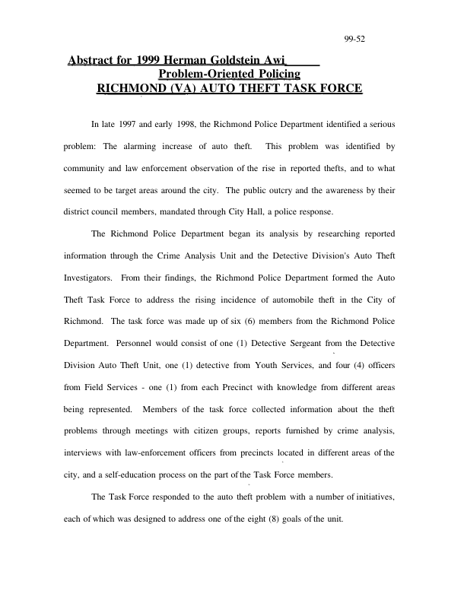 99-52
Abstract for 1999 Herman Goldstein Awi
Problem-Oriented Policing
RICHMOND (VA) AUTO THEFT TASK FORCE
In late 1997 and early 1998, the Richmond Police Department identified a serious
problem: The alarming increase of auto theft. This problem was identified by
community and law enforcement observation of the rise in reported thefts, and to what
seemed to be target areas around the city. The public outcry and the awareness by their
district council members, mandated through City Hall, a police response.
The Richmond Police Department began its analysis by researching reported
information through the Crime Analysis Unit and the Detective Division's Auto Theft
Investigators. From their findings, the Richmond Police Department formed the Auto
Theft Task Force to address the rising incidence of automobile theft in the City of
Richmond. The task force was made up of six (6) members from the Richmond Police
Department. Personnel would consist of one (1) Detective Sergeant from the Detective
Division Auto Theft Unit, one (1) detective from Youth Services, and four (4) officers
from Field Services - one (1) from each Precinct with knowledge from different areas
being represented. Members of the task force collected information about the theft
problems through meetings with citizen groups, reports furnished by crime analysis,
interviews with law-enforcement officers from precincts located in different areas of the
city, and a self-education process on the part of the Task Force members.
The Task Force responded to the auto theft problem with a number of initiatives,
each of which was designed to address one of the eight (8) goals of the unit.